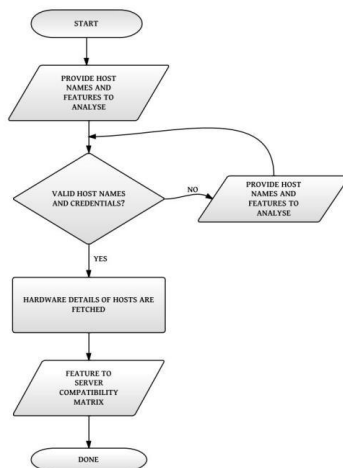 START
PROVIDE HOST
NAMES AND
FEATURES TO
ANALYSE
VALID HOST NAMES
AND CREDENTIALS?
NO
PROVIDE HOST
NAMES AND
FEATURES TO
ANALYSE
YES
HARDWARE DETAILS OF HOSTS ARE
FETCHED
FEATURE TO
SERVER
COMPATIBILITY
MATRIX
DONE